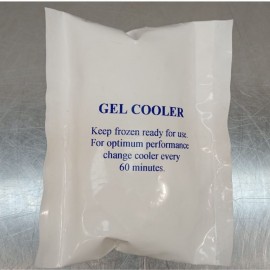 GEL COOLER
Keep frozen ready for use.
For optimum performance
change cooler every
60 minutes.